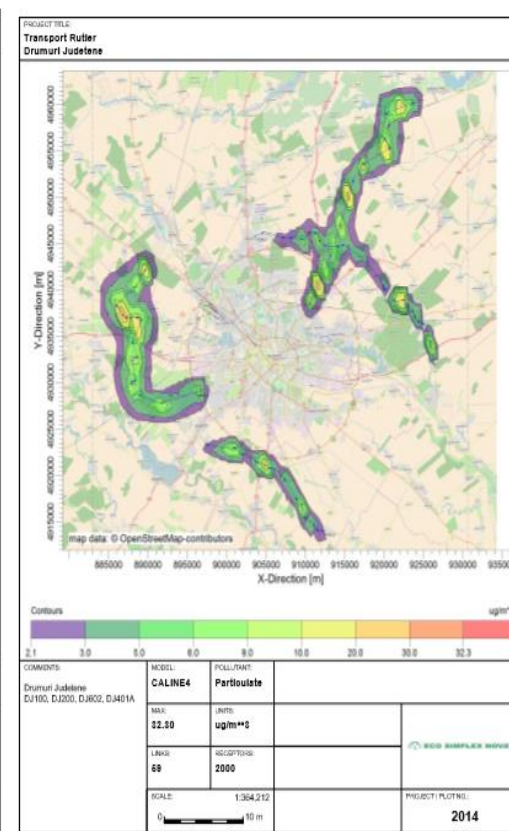 PROJECT TITLE:
Transport Rutier
Drumuri Judetene
Y-Direction [m]
4915000 4920000 4925000 4930000 4935000 4940000 4945000 4950000 4955000 4960000
map data: © OpenStreetMap-contributors
885000 890000 895000 900000 905000 910000 915000 920000 925000 930000
X-Direction [m]
Contours
2.1 3.0 5.0 6.0 9.0 10.0 20.0 30.0 32.3
COMMENTS:
Drumuri Judetene
DJ100, DJ200, DJ602, DJ401A
MODEL:
CALINE4
POLLUTANT:
Particulate
MAX:
32.30
UNITS:
ug/m**3
LINKS:
69
RECEPTORS:
2000
SCALE:
1:364,212
0
10 m
ECO SIMPLEX NOVA
PROJECT / PLOT NO.:
2014